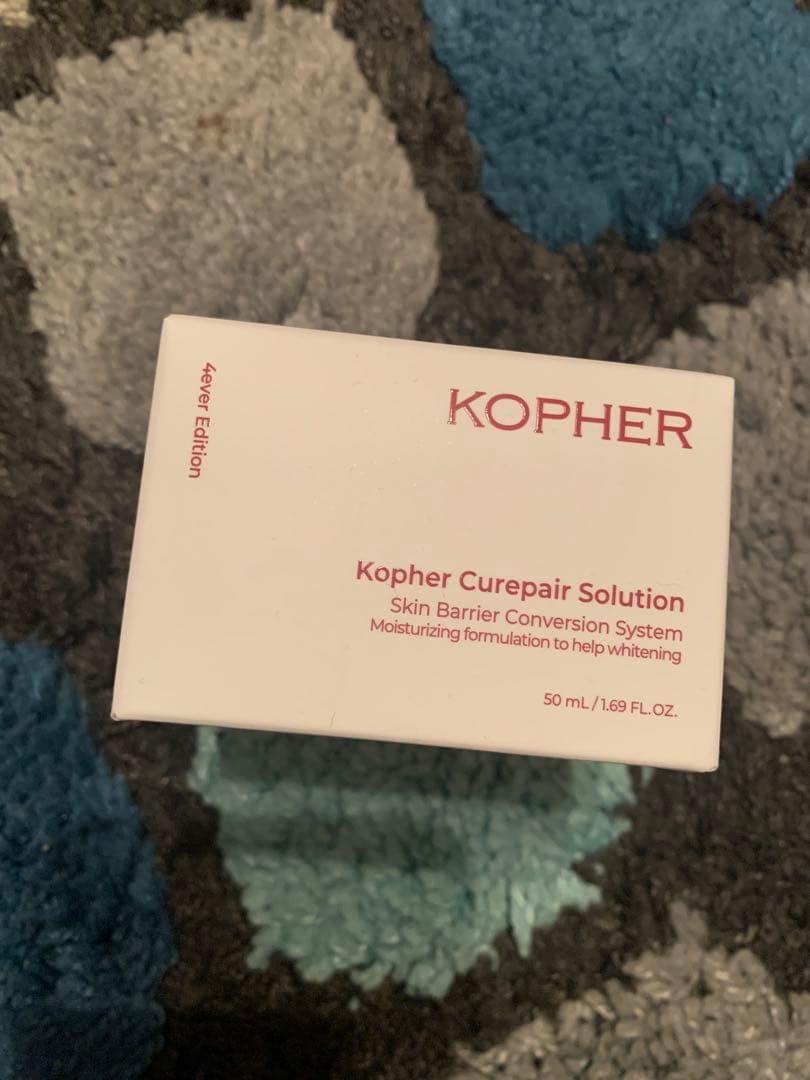 4ever Edition
KOPHER
Kopher Curepair Solution
Skin Barrier Conversion System
Moisturizing formulation to help whitening
50 mL / 1.69 FL.OZ.